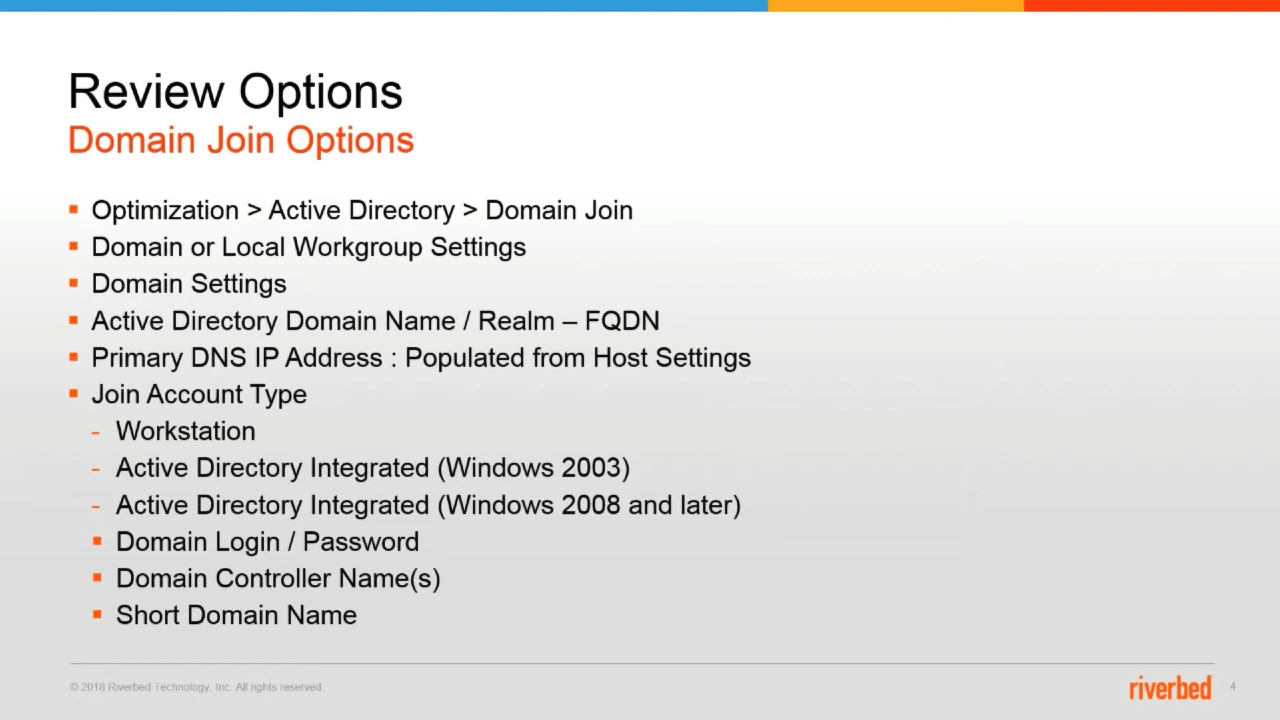 Review Options
Domain Join Options
▪ Optimization > Active Directory > Domain Join
▪ Domain or Local Workgroup Settings
▪ Domain Settings
▪ Active Directory Domain Name / Realm – FQDN
▪ Primary DNS IP Address : Populated from Host Settings
▪ Join Account Type
- Workstation
- Active Directory Integrated (Windows 2003)
- Active Directory Integrated (Windows 2008 and later)
▪ Domain Login / Password
▪ Domain Controller Name(s)
▪ Short Domain Name
© 2018 Riverbed Technology, Inc. All rights reserved.
riverbed
4